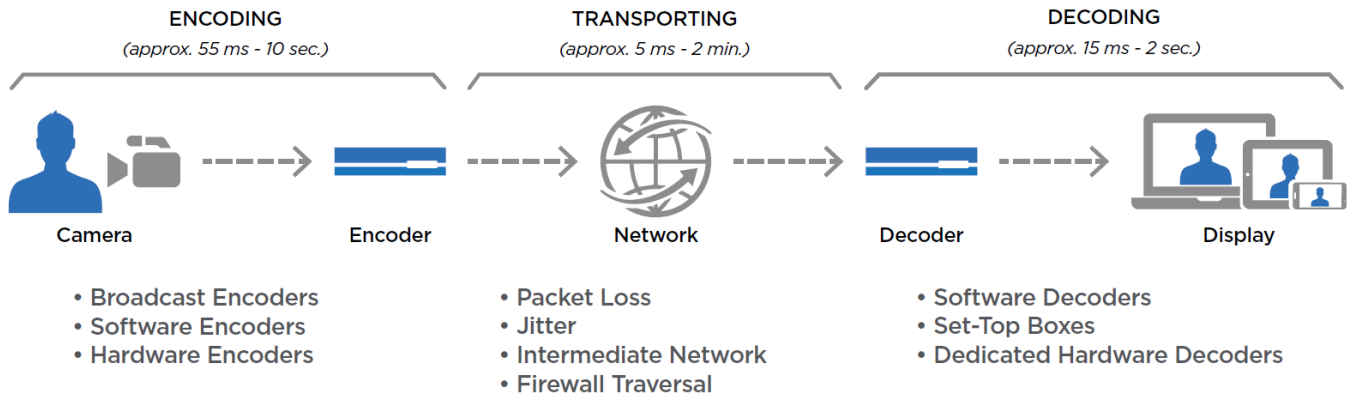 ENCODING
(approx. 55 ms - 10 sec.)
TRANSPORTING
(approx. 5 ms - 2 min.)
DECODING
(approx. 15 ms - 2 sec.)
Camera
Encoder
Network
Decoder
Display
• Broadcast Encoders
• Software Encoders
• Hardware Encoders
• Packet Loss
• Jitter
• Intermediate Network
• Firewall Traversal
• Software Decoders
• Set-Top Boxes
• Dedicated Hardware Decoders